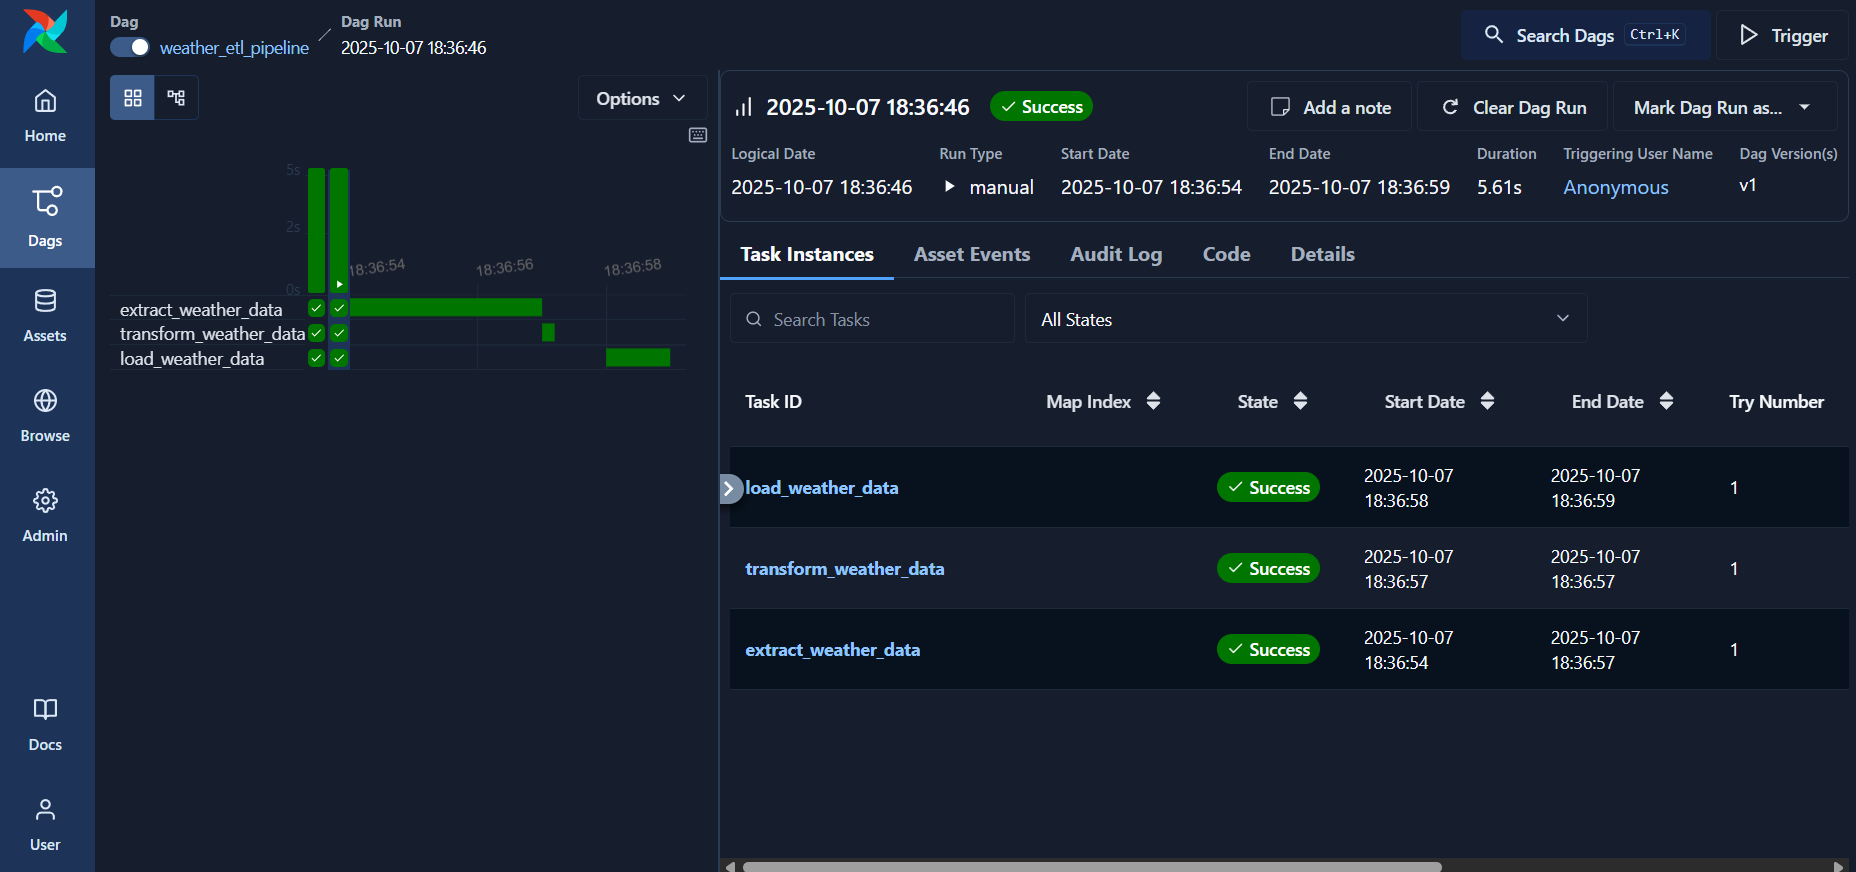 Dag
weather_etl_pipeline
Dag Run
2025-10-07 18:36:46
Search Dags Ctrl+K
Trigger
Home
Dags
Assets
Browse
Admin
Docs
User
Options
5s
2s
0s
18:36:54
18:36:56
18:36:58
extract_weather_data
transform_weather_data
load_weather_data
2025-10-07 18:36:46 Success
Add a note
Clear Dag Run
Mark Dag Run as...
Logical Date Run Type Start Date End Date Duration Triggering User Name Dag Version(s)
2025-10-07 18:36:46 manual 2025-10-07 18:36:54 2025-10-07 18:36:59 5.61s Anonymous v1
Task Instances Asset Events Audit Log Code Details
Search Tasks
All States
Task ID Map Index State Start Date End Date Try Number
load_weather_data Success 2025-10-07 18:36:58 2025-10-07 18:36:59 1
transform_weather_data Success 2025-10-07 18:36:57 2025-10-07 18:36:57 1
extract_weather_data Success 2025-10-07 18:36:54 2025-10-07 18:36:57 1